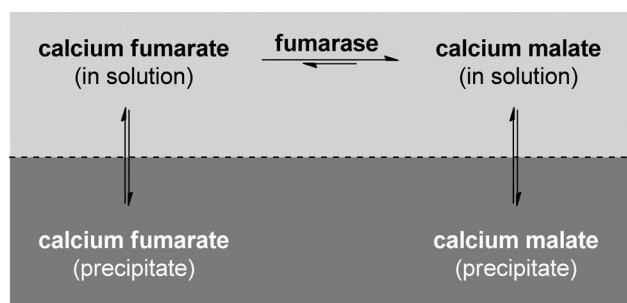 calcium fumarate
(in solution)
fumarase
calcium malate
(in solution)
calcium fumarate
(precipitate)
calcium malate
(precipitate)